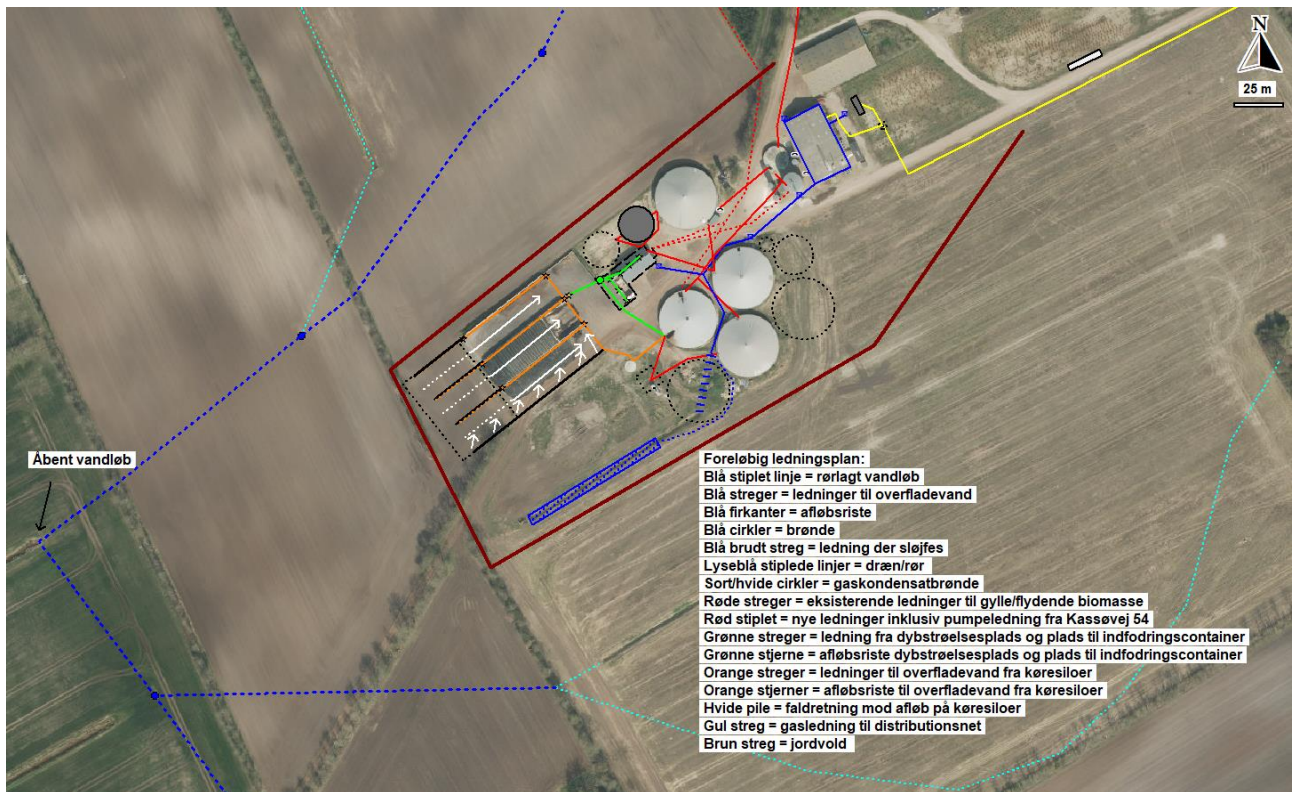 N
25 m
Åbent vandløb
Foreløbig ledningsplan:
Blå stiplet linje = rørlagt vandløb
Blå streger = ledninger til overfladevand
Blå firkanter = afløbsriste
Blå cirkler = brønde
Blå brudt streg = ledning der sløjfes
Lyseblå stiplede linjer = dræn/rør
Sort/hvide cirkler = gaskondensatbrønde
Røde streger = eksisterende ledninger til gylle/flydende biomasse
Rød stiplet = nye ledninger inklusiv pumpeledning fra Kassøvej 54
Grønne streger = ledning fra dybstrøelsesplads og plads til indfodringscontainer
Grønne stjerne = afløbsriste dybstrøelsesplads og plads til indfodringscontainer
Orange streger = ledninger til overfladevand fra køresiloer
Orange stjerner = afløbsriste til overfladevand fra køresiloer
Hvide pile = faldretning mod afløb på køresiloer
Gul streg = gasledning til distributionsnet
Brun streg = jordvold